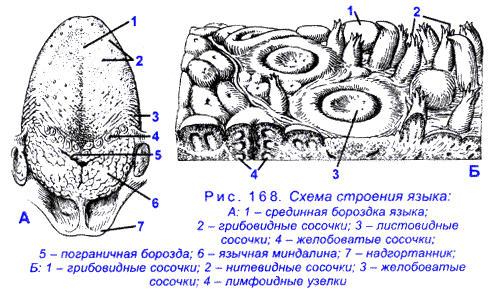 1
2
3
4
5
6
7
А
1
2
3
4
Б
Рис. 168. Схема строения языка:
А: 1 – срединная бороздка языка;
2 – грибовидные сосочки; 3 – листовидные
сосочки; 4 – желобоватые сосочки;
5 – пограничная борозда; 6 – язычная миндалина; 7 – надгортанник;
Б: 1 – грибовидные сосочки; 2 – нитевидные сосочки; 3 – желобоватые
сосочки; 4 – лимфоидные узелки